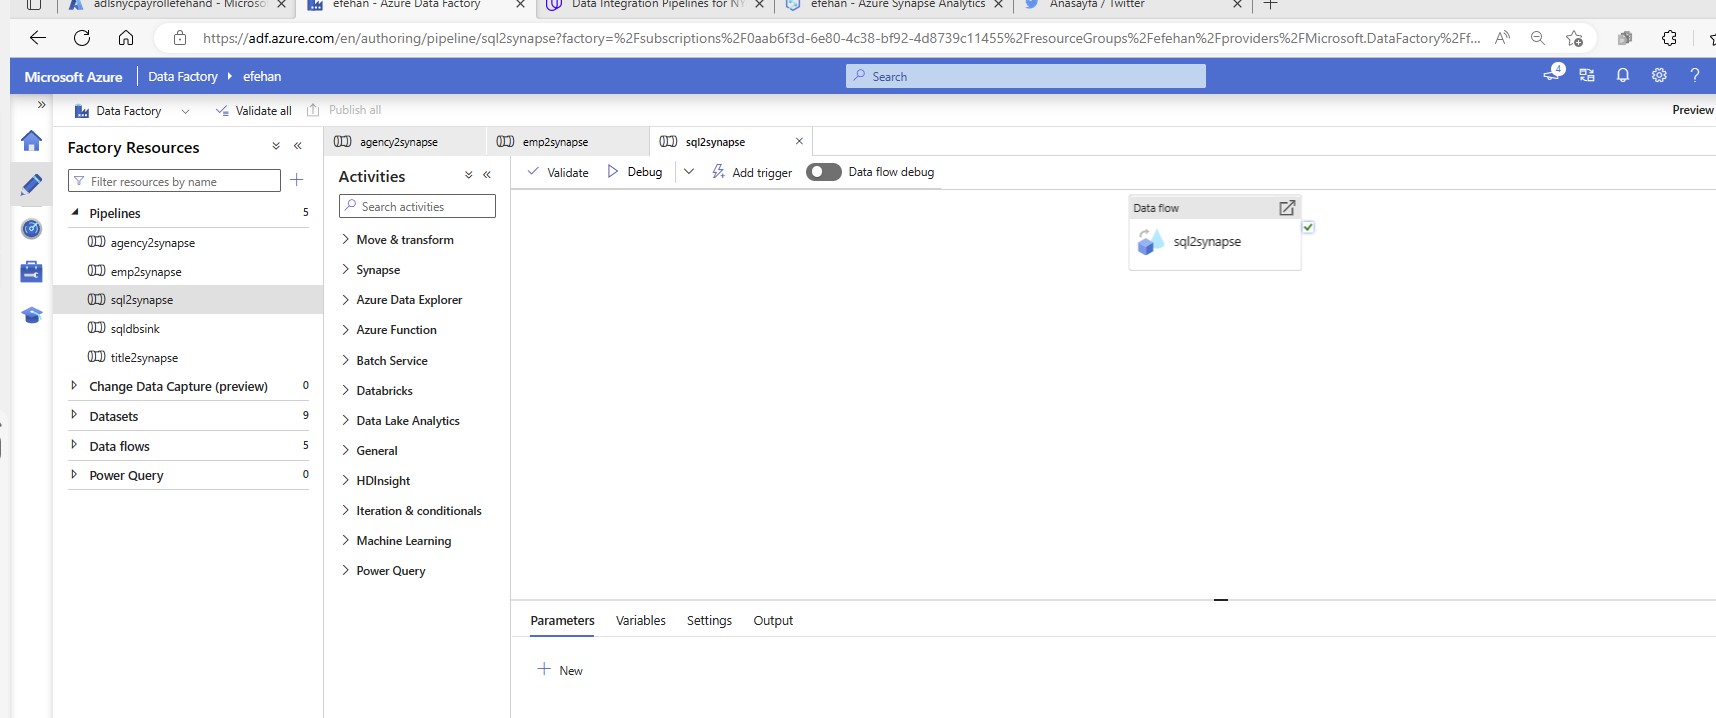 adlsnycpayrollefehand - Microso
efehan - Azure Data Factory
Data Integration Pipelines for NY
efehan - Azure Synapse Analytics
Anasayfa / Twitter
https://adf.azure.com/en/authoring/pipeline/sql2synapse?factory=%2Fsubscriptions%2F0aab6f3d-6e80-4c38-bf92-4d8739c11455%2FresourceGroups%2Fefehan%2Fproviders%2FMicrosoft.DataFactory%2Ff...
Microsoft Azure
Data Factory
efehan
Search
4
Data Factory
Validate all
Publish all
Preview
Factory Resources
Filter resources by name
Pipelines 5
agency2synapse
emp2synapse
sql2synapse
sqldbsink
title2synapse
Change Data Capture (preview) 0
Datasets 9
Data flows 5
Power Query 0
agency2synapse
emp2synapse
sql2synapse
Activities
Search activities
Move & transform
Synapse
Azure Data Explorer
Azure Function
Batch Service
Databricks
Data Lake Analytics
General
HDInsight
Iteration & conditionals
Machine Learning
Power Query
Validate
Debug
Add trigger
Data flow debug
Data flow
sql2synapse
Parameters
Variables
Settings
Output
New